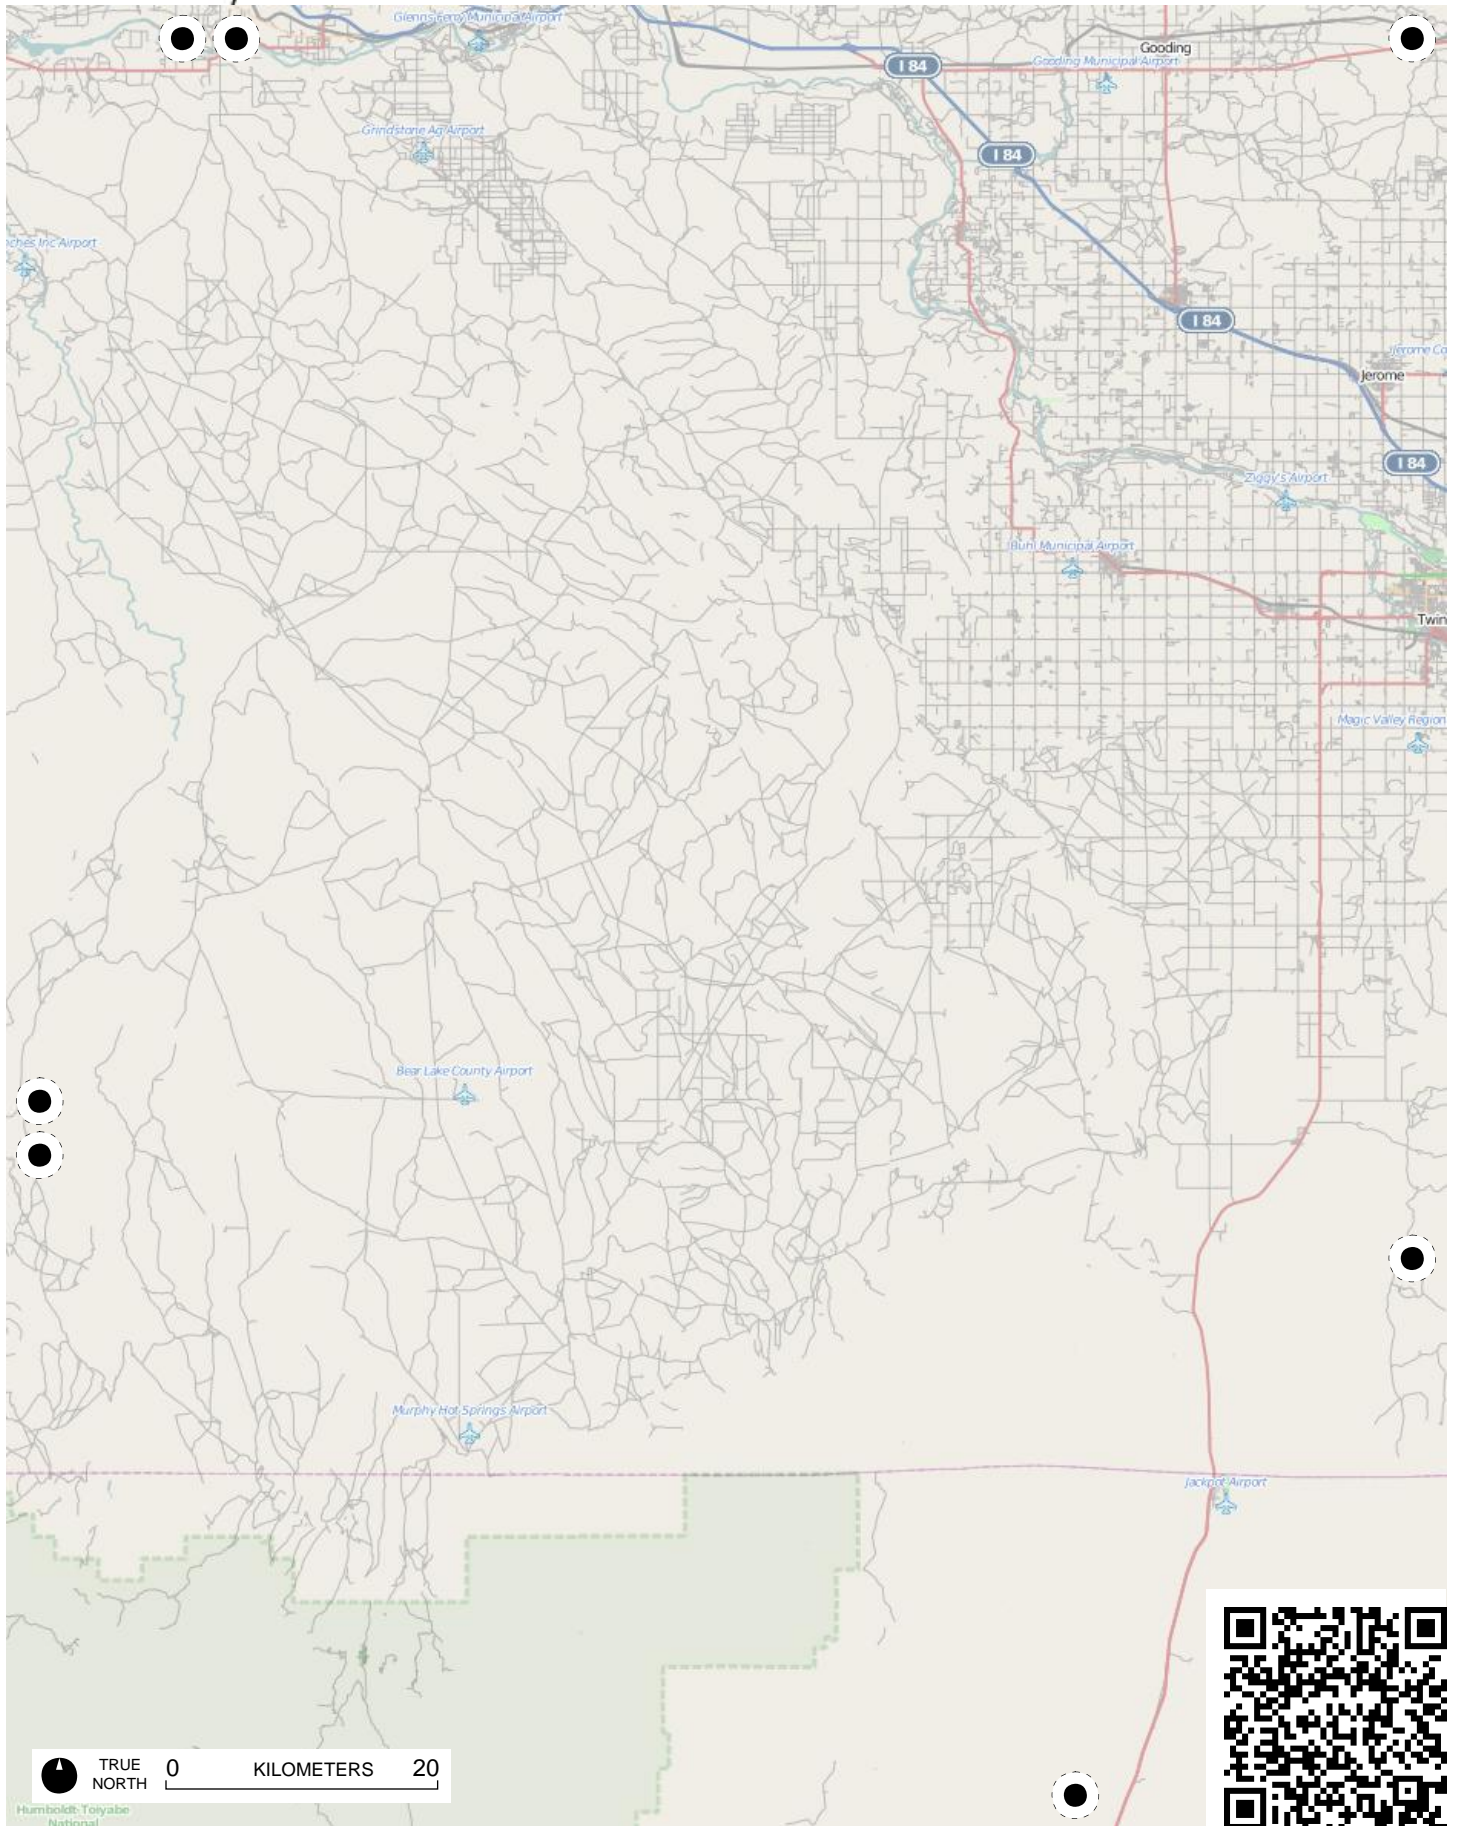 Glenns Ferry Municipal Airport
Gooding
Gooding Municipal Airport
I 84
Grindstone Ag Airport
I 84
ches Inc Airport
I 84
Jerome Co
Jerome
I 84
Ziggy's Airport
Buhl Municipal Airport
Twin
Magic Valley Region
Bear Lake County Airport
Murphy Hot Springs Airport
Jackpot Airport
TRUE
NORTH
0 KILOMETERS 20
Humboldt-Toiyabe
National